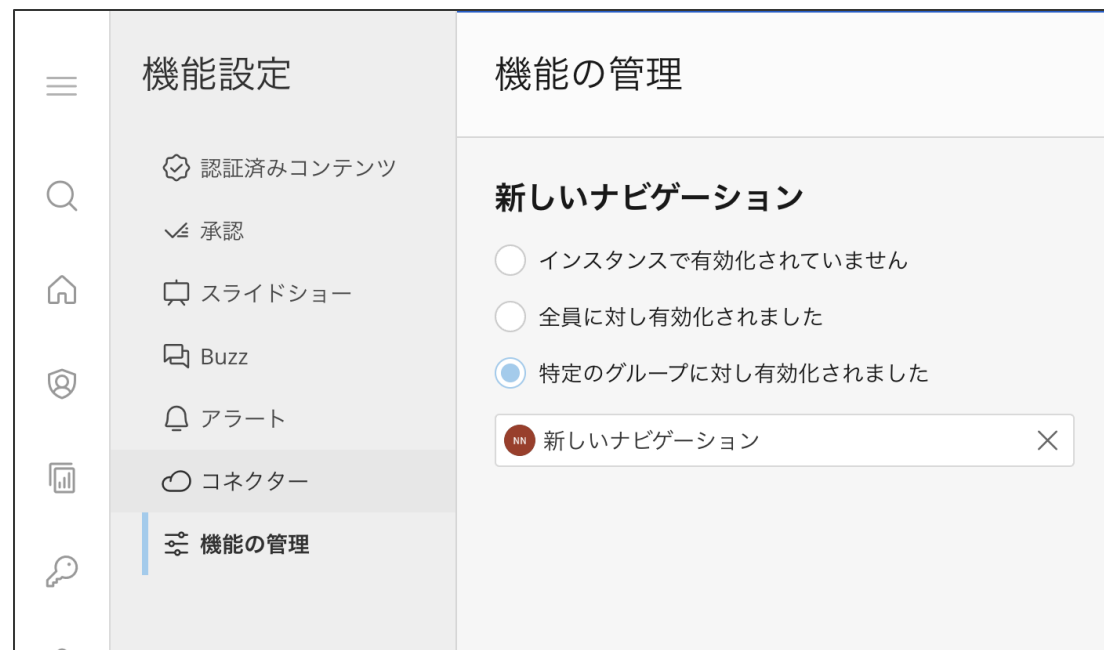 機能設定
認証済みコンテンツ
承認
スライドショー
Buzz
アラート
コネクター
機能の管理
機能の管理
新しいナビゲーション
インスタンスで有効化されていません
全員に対し有効化されました
特定のグループに対し有効化されました
NN 新しいナビゲーション